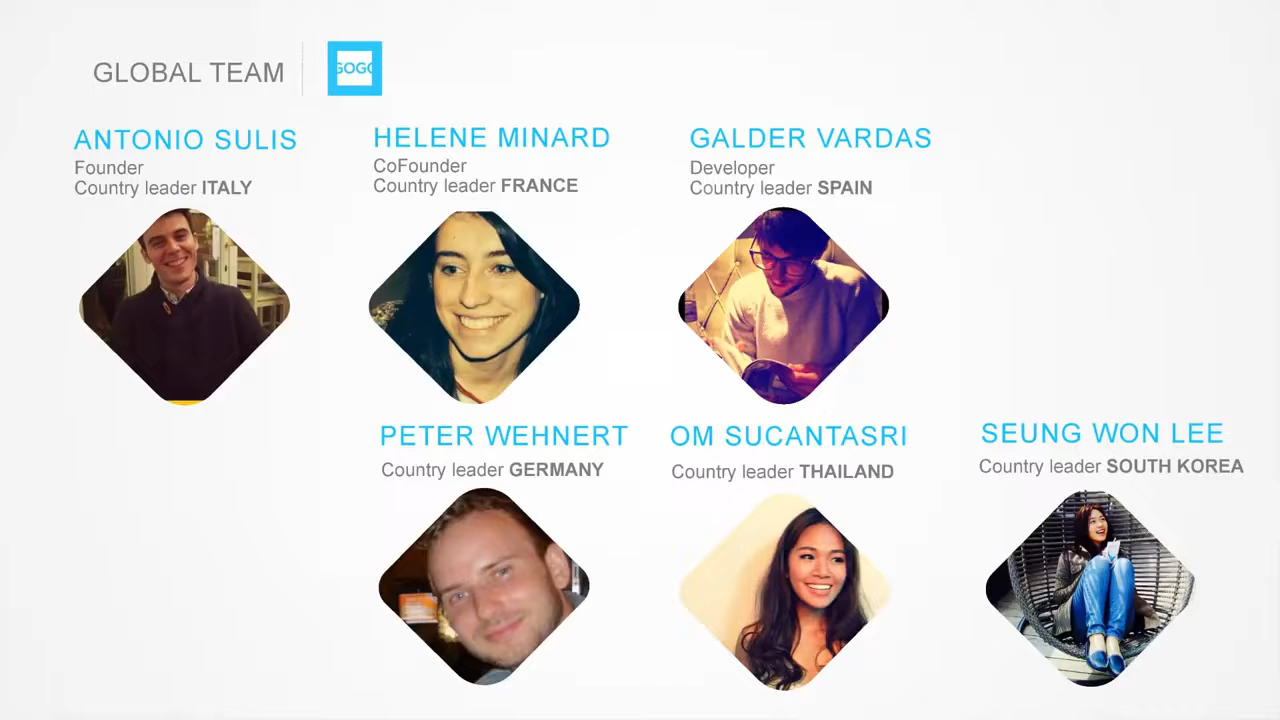 GLOBAL TEAM
GOGO
ANTONIO SULIS
Founder
Country leader ITALY
HELENE MINARD
CoFounder
Country leader FRANCE
GALDER VARDAS
Developer
Country leader SPAIN
PETER WEHNERT
Country leader GERMANY
OM SUCANTASRI
Country leader THAILAND
SEUNG WON LEE
Country leader SOUTH KOREA